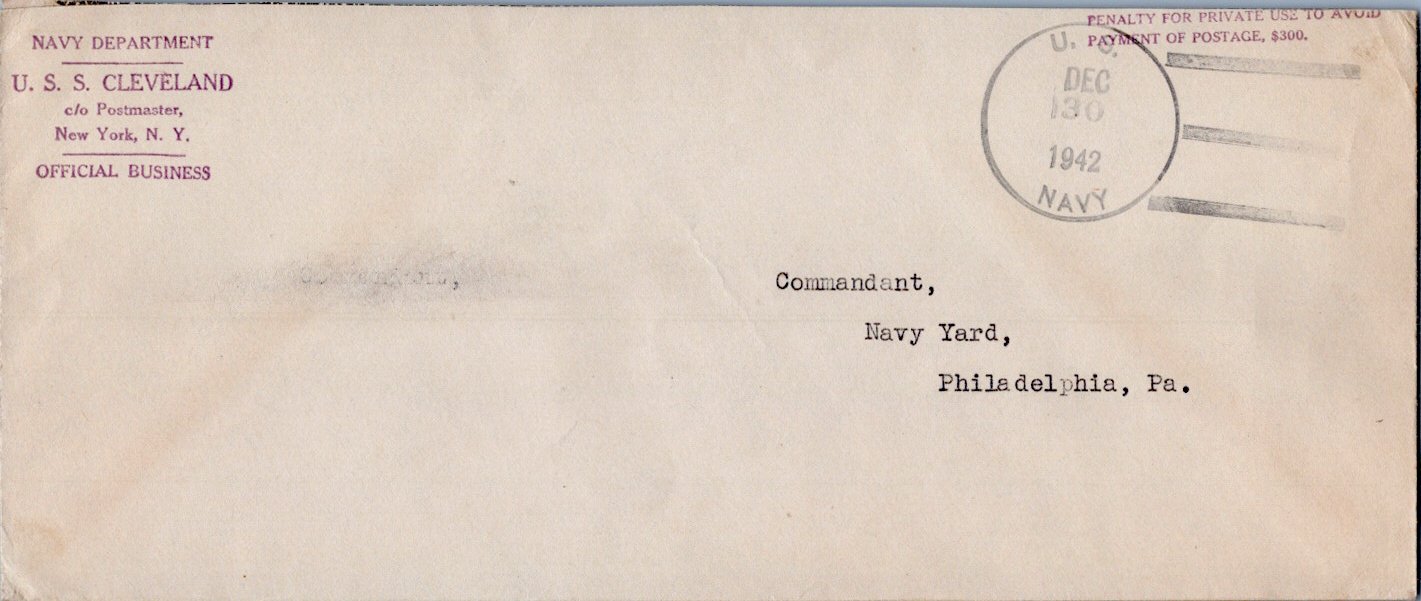 NAVY DEPARTMENT
U. S. S. CLEVELAND
c/o Postmaster,
New York, N. Y.
OFFICIAL BUSINESS
PENALTY FOR PRIVATE USE TO AVOID
PAYMENT OF POSTAGE, $300.
U. S.
DEC
30
1942
NAVY
Commandant,
Navy Yard,
Philadelphia, Pa.